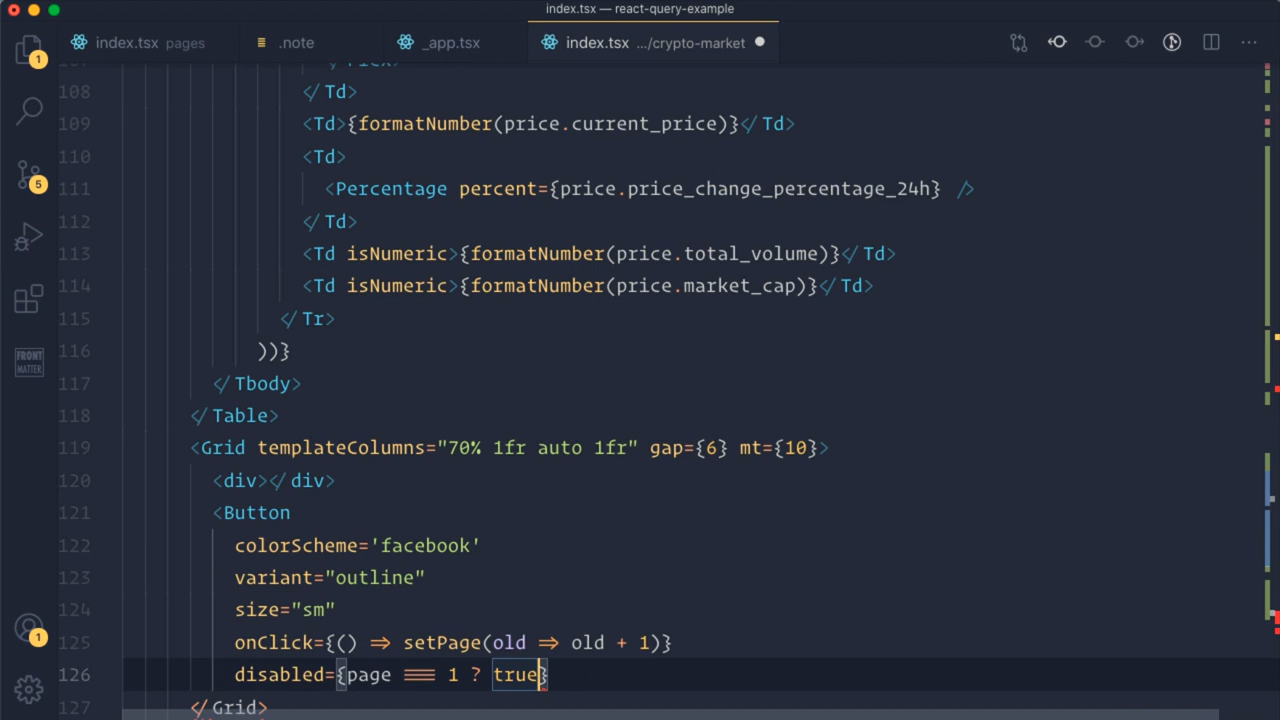 index.tsx — react-query-example
index.tsx pages
.note
_app.tsx
index.tsx .../crypto-market
1
5
FRONT
MATTER
1
108 </Td>
109 <Td>{formatNumber(price.current_price)}</Td>
110 <Td>
111 <Percentage percent={price.price_change_percentage_24h} />
112 </Td>
113 <Td isNumeric>{formatNumber(price.total_volume)}</Td>
114 <Td isNumeric>{formatNumber(price.market_cap)}</Td>
115 </Tr>
116 ))}
117 </Tbody>
118 </Table>
119 <Grid templateColumns="70% 1fr auto 1fr" gap={6} mt={10}>
120 <div></div>
121 <Button
122 colorScheme='facebook'
123 variant="outline"
124 size="sm"
125 onClick={() => setPage(old => old + 1)}
126 disabled={page === 1 ? true}
127 </Grid>